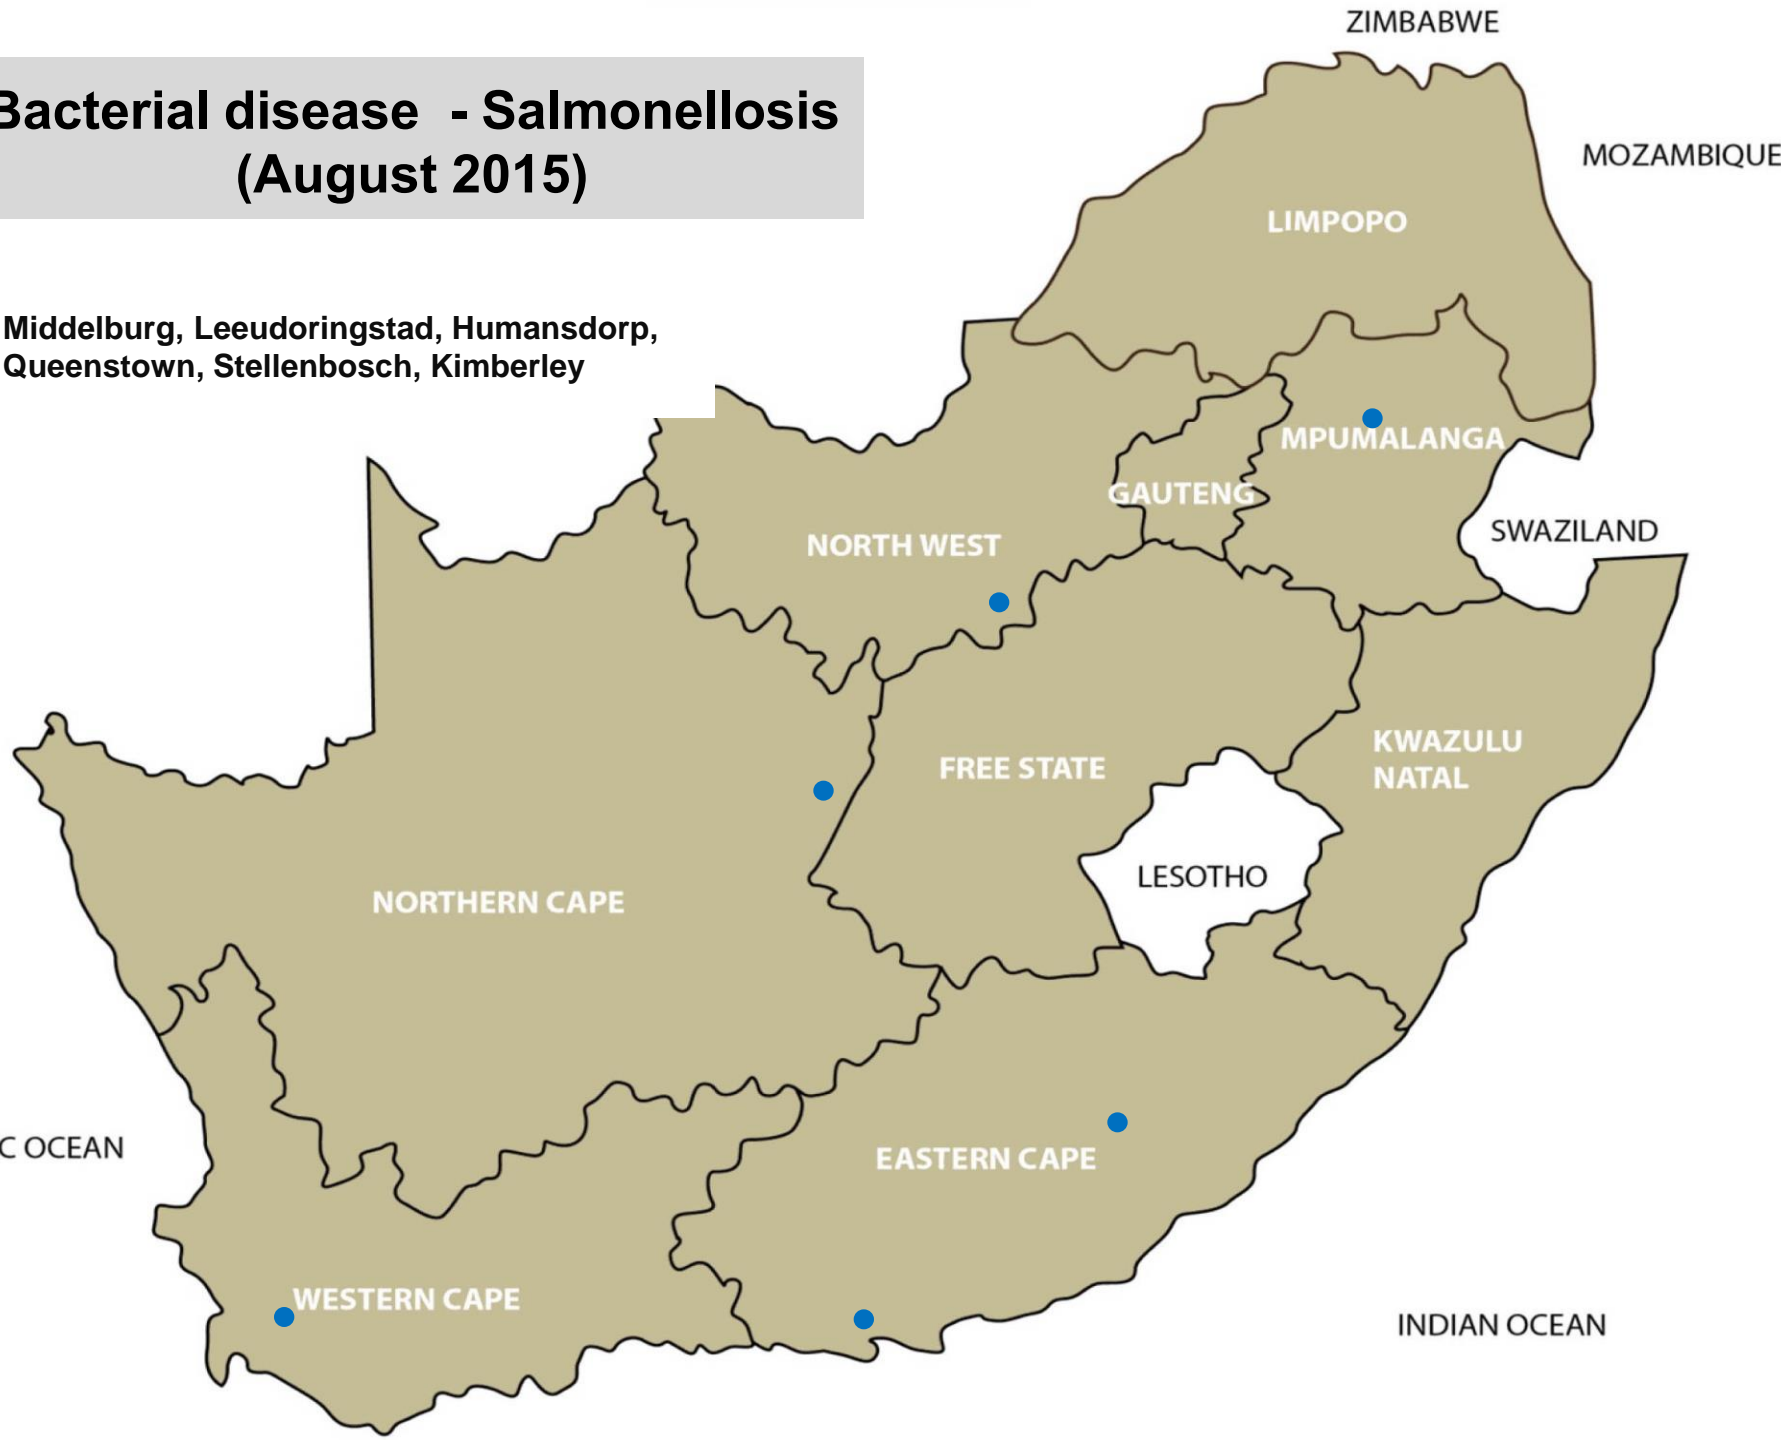 Bacterial disease - Salmonellosis
(August 2015)
Middelburg, Leeudoringstad, Humansdorp,
Queenstown, Stellenbosch, Kimberley
ZIMBABWE
MOZAMBIQUE
LIMPOPO
MPUMALANGA
GAUTENG
SWAZILAND
NORTH WEST
KWAZULU
NATAL
FREE STATE
LESOTHO
NORTHERN CAPE
C OCEAN
EASTERN CAPE
WESTERN CAPE
INDIAN OCEAN